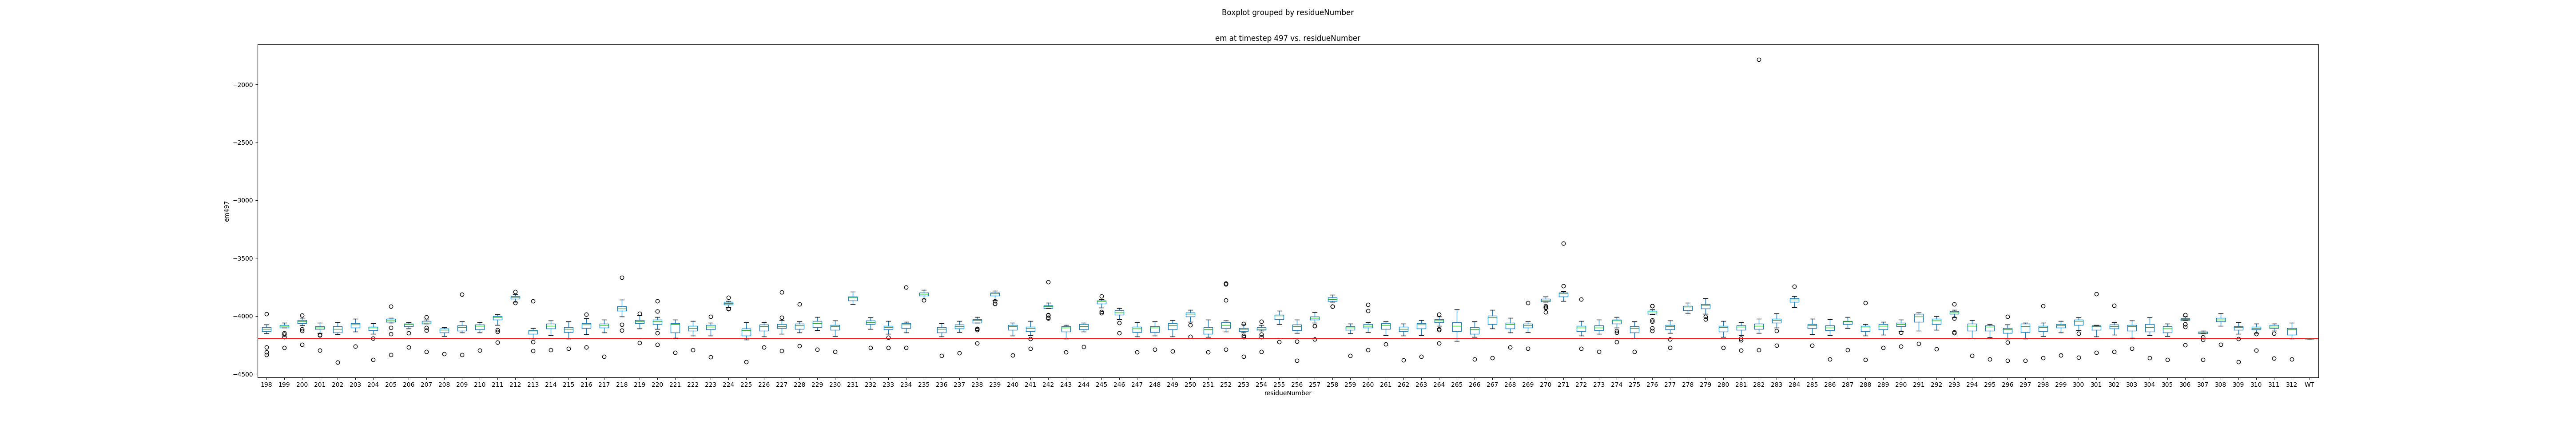 Boxplot grouped by residueNumber
em at timestep 497 vs. residueNumber
−2000
−2500
−3000
−3500
−4000
−4500
em497
198 199 200 201 202 203 204 205 206 207 208 209 210 211 212 213 214 215 216 217 218 219 220 221 222 223 224 225 226 227 228 229 230 231 232 233 234 235 236 237 238 239 240 241 242 243 244 245 246 247 248 249 250 251 252 253 254 255 256 257 258 259 260 261 262 263 264 265 266 267 268 269 270 271 272 273 274 275 276 277 278 279 280 281 282 283 284 285 286 287 288 289 290 291 292 293 294 295 296 297 298 299 300 301 302 303 304 305 306 307 308 309 310 311 312 WT
residueNumber